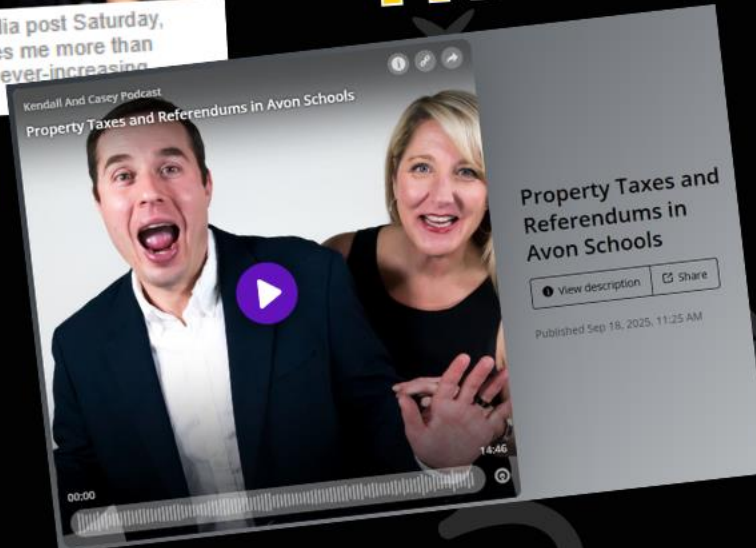 lia post Saturday,
es me more than
ever-increasing
Kendall And Casey Podcast
Property Taxes and Referendums in Avon Schools
00:00
14:46
Property Taxes and
Referendums in
Avon Schools
View description
Share
Published Sep 18, 2025, 11:25 AM